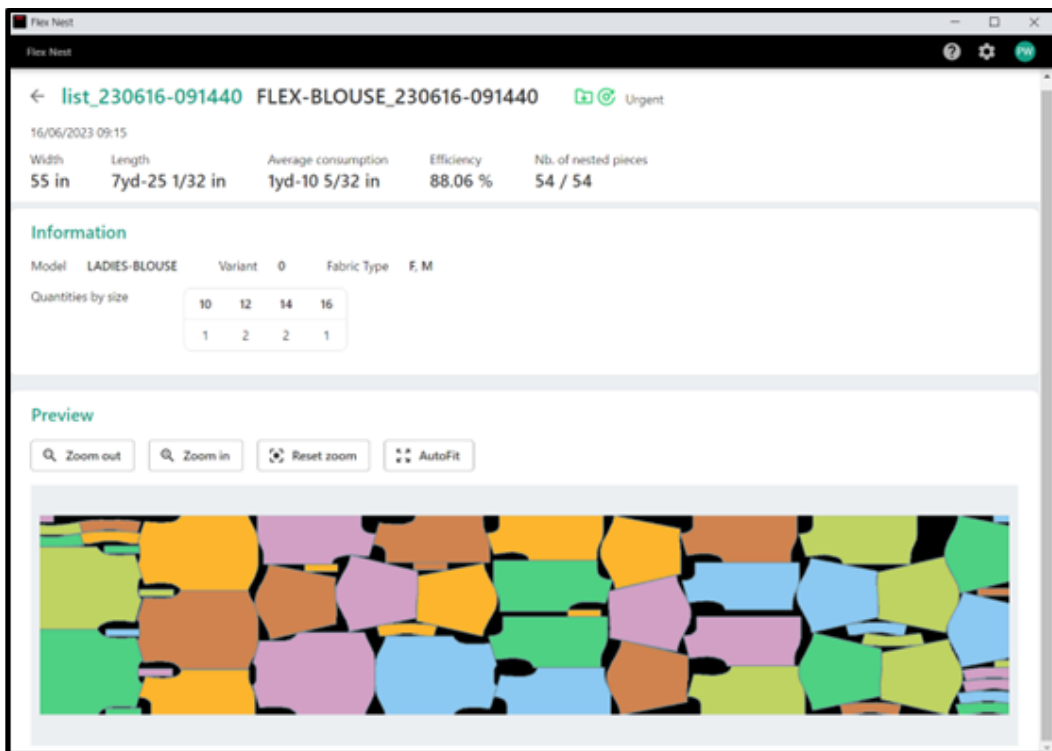 Flex Nest
Flex Nest
PW
list_230616-091440 FLEX-BLOUSE_230616-091440 Urgent
16/06/2023 09:15
Width Length Average consumption Efficiency Nb. of nested pieces
55 in 7yd-25 1/32 in 1yd-10 5/32 in 88.06 % 54 / 54
Information
Model LADIES-BLOUSE Variant 0 Fabric Type F, M
Quantities by size
10 12 14 16
1 2 2 1
Preview
Zoom out Zoom in Reset zoom AutoFit